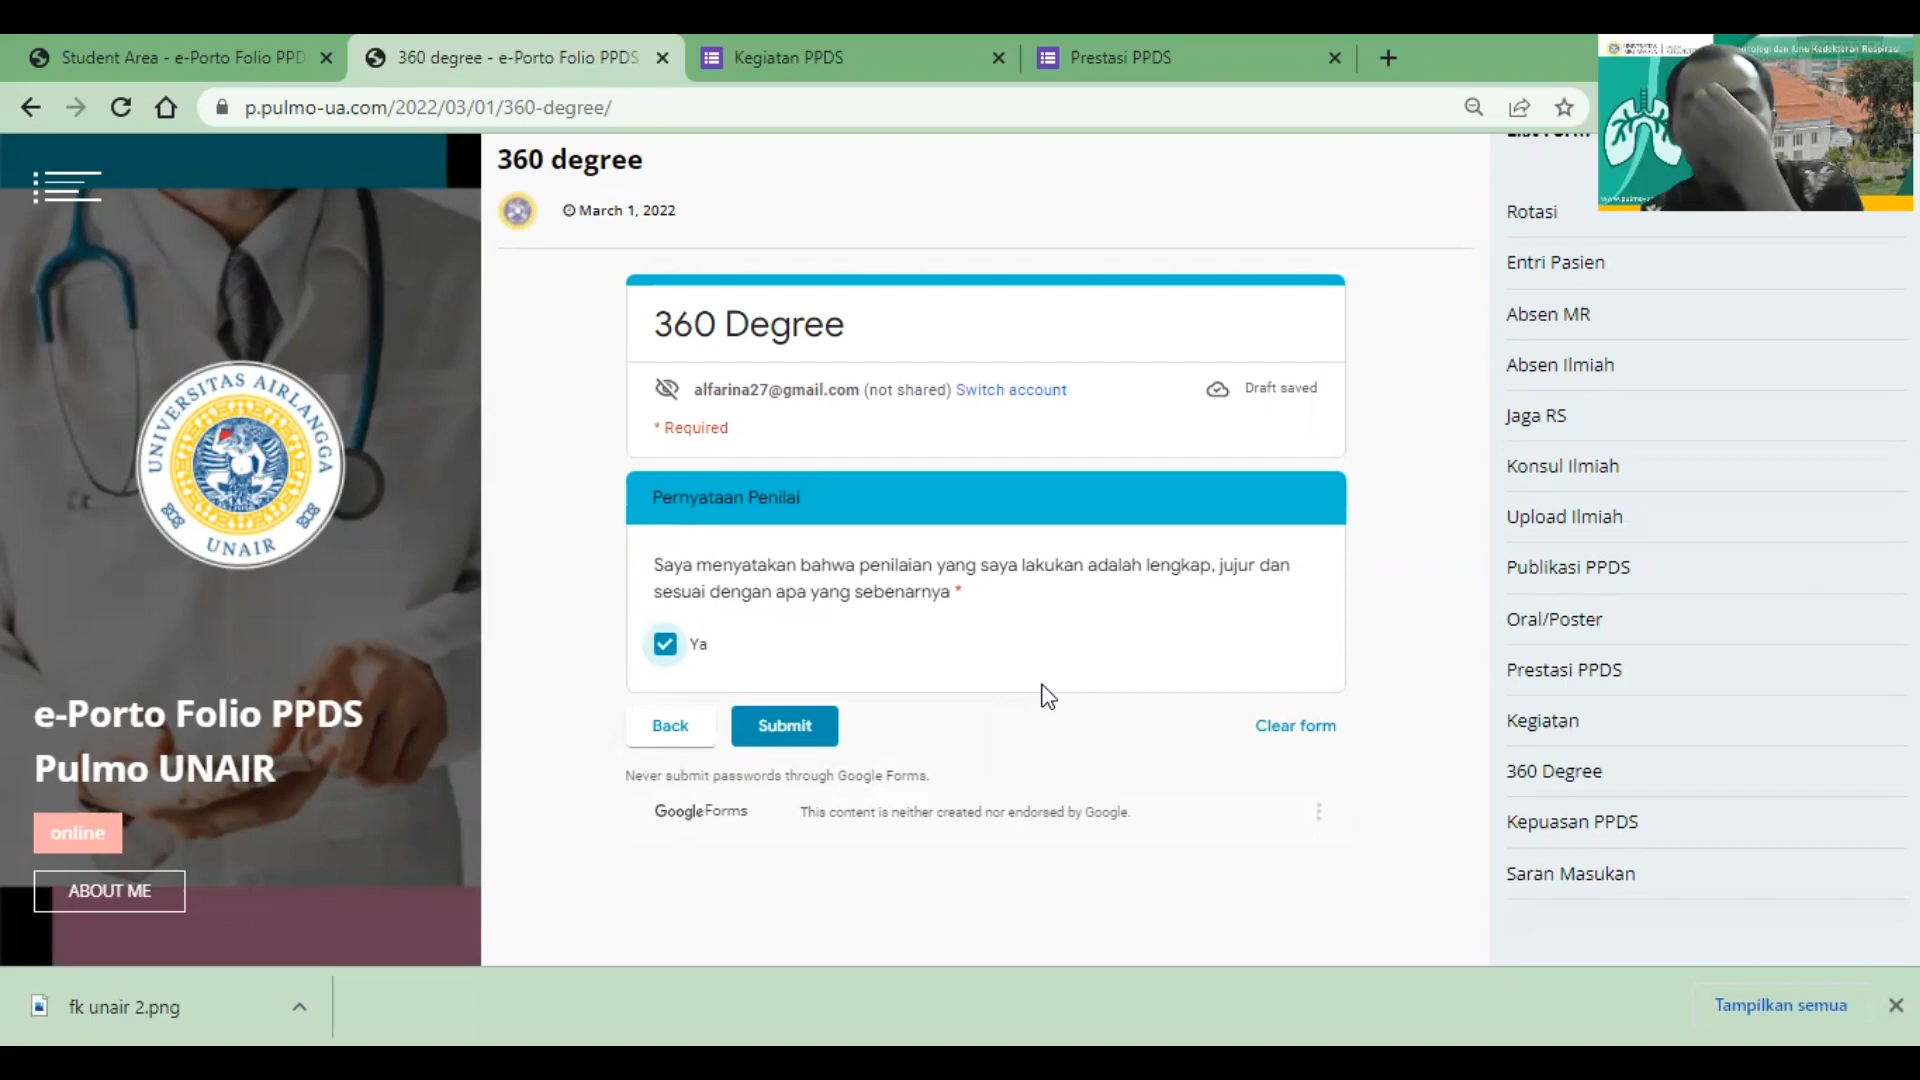 Student Area - e-Porto Folio PPD
360 degree - e-Porto Folio PPDS
Kegiatan PPDS
Prestasi PPDS
p.pulmo-ua.com/2022/03/01/360-degree/
UNIVERSITAS AIRLANGGA
UNAIR
e-Porto Folio PPDS
Pulmo UNAIR
online
ABOUT ME
360 degree
March 1, 2022
360 Degree
alfarina27@gmail.com (not shared) Switch account
Draft saved
* Required
Pernyataan Penilai
Saya menyatakan bahwa penilaian yang saya lakukan adalah lengkap, jujur dan
sesuai dengan apa yang sebenarnya *
Ya
Back
Submit
Clear form
Never submit passwords through Google Forms.
Google Forms
This content is neither created nor endorsed by Google.
Rotasi
Entri Pasien
Absen MR
Absen Ilmiah
Jaga RS
Konsul Ilmiah
Upload Ilmiah
Publikasi PPDS
Oral/Poster
Prestasi PPDS
Kegiatan
360 Degree
Kepuasan PPDS
Saran Masukan
fk unair 2.png
Tampilkan semua